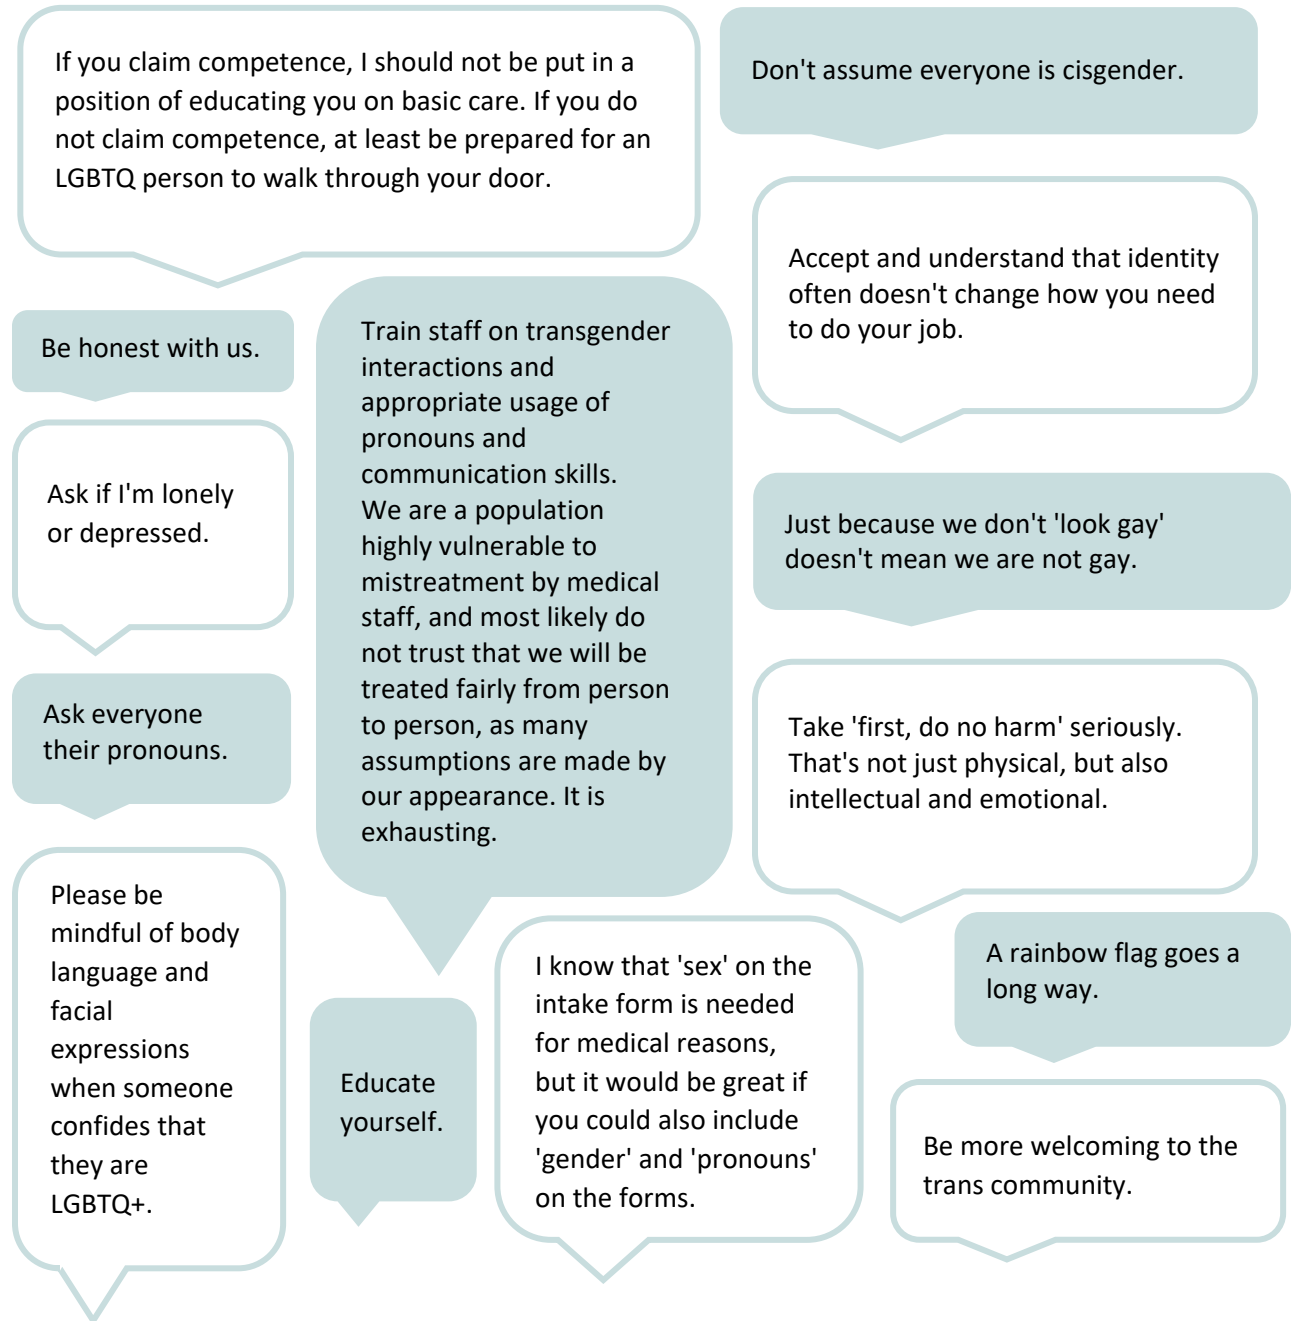 If you claim competence, I should not be put in a
position of educating you on basic care. If you do
not claim competence, at least be prepared for an
LGBTQ person to walk through your door.
Don't assume everyone is cisgender.
Accept and understand that identity
often doesn't change how you need
to do your job.
Be honest with us.
Train staff on transgender
interactions and
appropriate usage of
pronouns and
communication skills.
We are a population
highly vulnerable to
mistreatment by medical
staff, and most likely do
not trust that we will be
treated fairly from person
to person, as many
assumptions are made by
our appearance. It is
exhausting.
Ask if I'm lonely
or depressed.
Just because we don't 'look gay'
doesn't mean we are not gay.
Ask everyone
their pronouns.
Take 'first, do no harm' seriously.
That's not just physical, but also
intellectual and emotional.
Please be
mindful of body
language and
facial
expressions
when someone
confides that
they are
LGBTQ+.
Educate
yourself.
I know that 'sex' on the
intake form is needed
for medical reasons,
but it would be great if
you could also include
'gender' and 'pronouns'
on the forms.
A rainbow flag goes a
long way.
Be more welcoming to the
trans community.